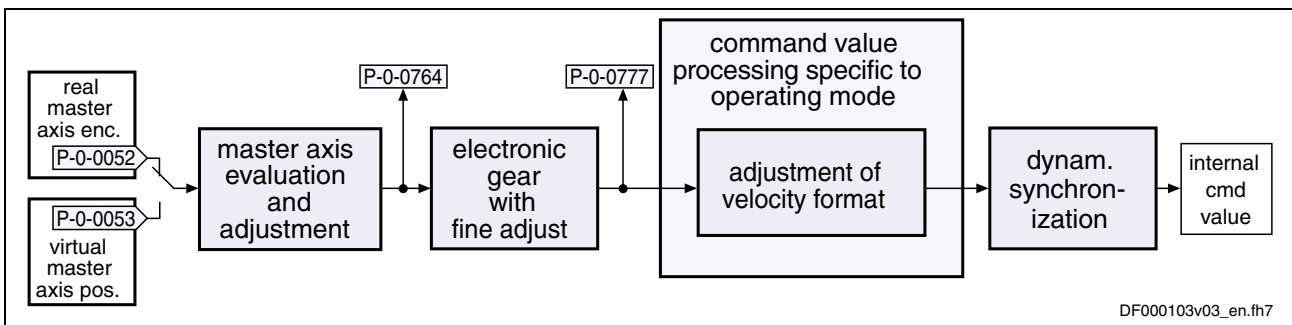 real
master
axis enc.
P-0-0052
P-0-0053
virtual
master
axis pos.
master axis
evaluation
and
adjustment
P-0-0764
electronic
gear
with
fine adjust
P-0-0777
command value
processing specific to
operating mode
adjustment of
velocity format
dynam.
synchron-
ization
internal
cmd
value
DF000103v03_en.fh7